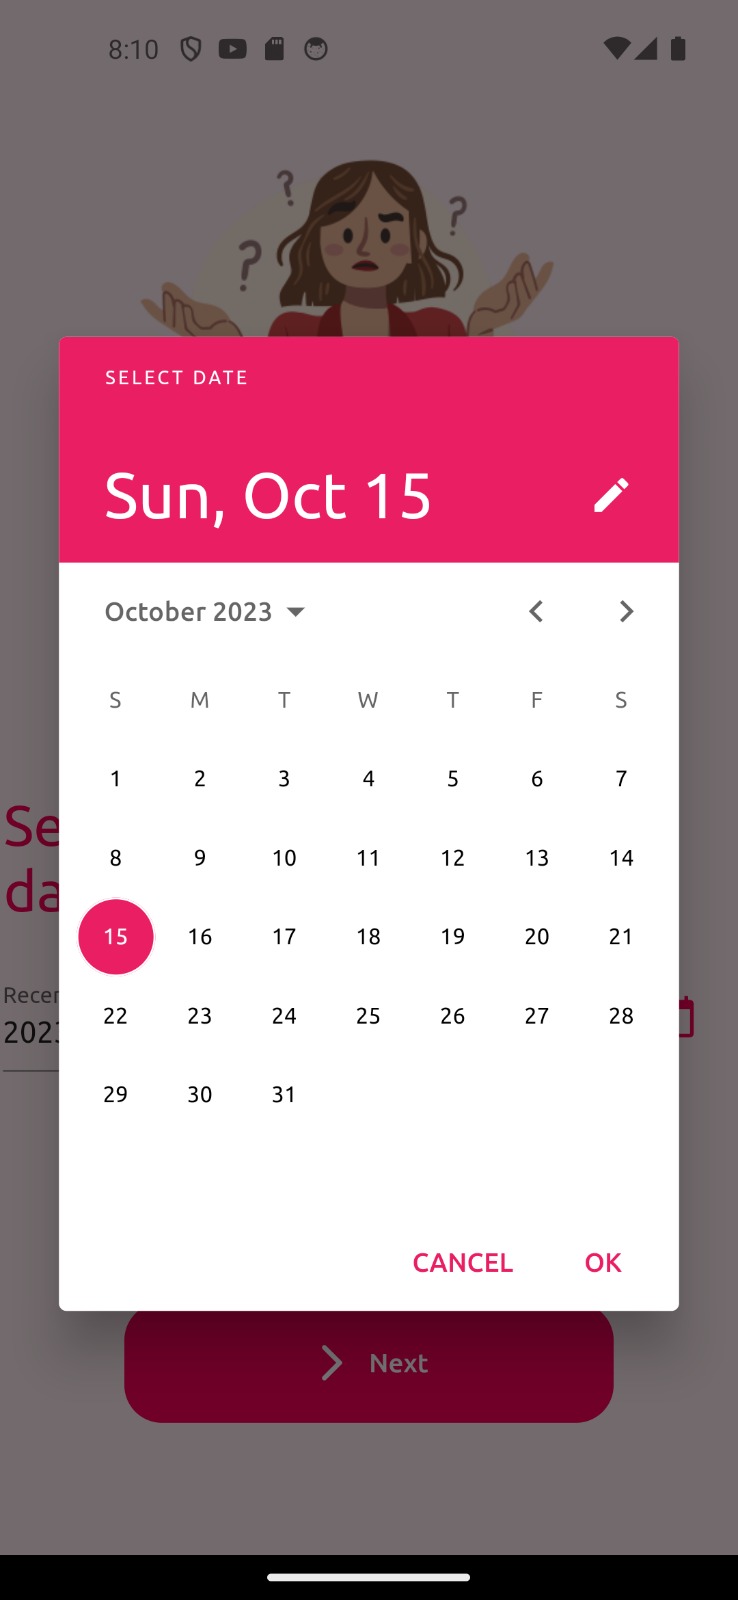 8:10
? ?
?
SELECT DATE
Sun, Oct 15
October 2023
S M T W T F S
1 2 3 4 5 6 7
8 9 10 11 12 13 14
15 16 17 18 19 20 21
22 23 24 25 26 27 28
29 30 31
CANCEL OK
Next